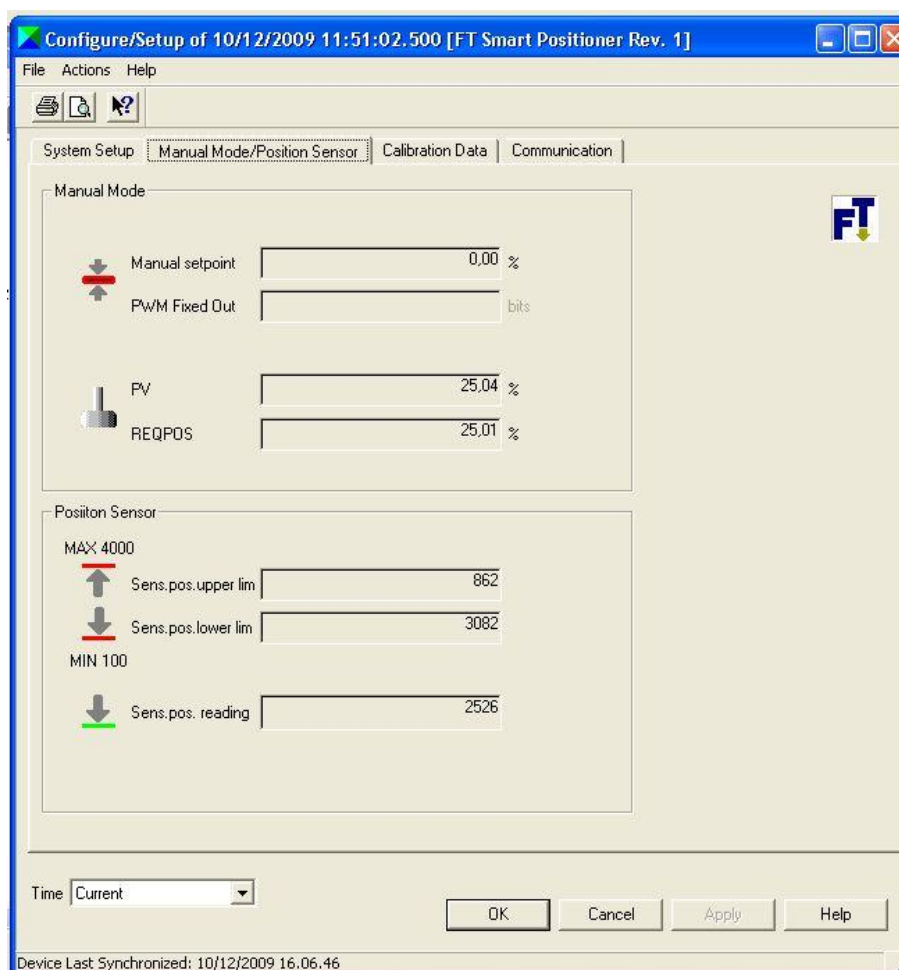 Configure/Setup of 10/12/2009 11:51:02.500 [FT Smart Positioner Rev. 1]
File Actions Help
System Setup Manual Mode/Position Sensor Calibration Data Communication
Manual Mode
FT
Manual setpoint 0,00 %
PWM Fixed Out bits
PV 25,04 %
REQPOS 25,01 %
Posiiton Sensor
MAX 4000
Sens.pos.upper lim 862
Sens.pos.lower lim 3082
MIN 100
Sens.pos. reading 2526
Time Current
OK Cancel Apply Help
Device Last Synchronized: 10/12/2009 16.06.46